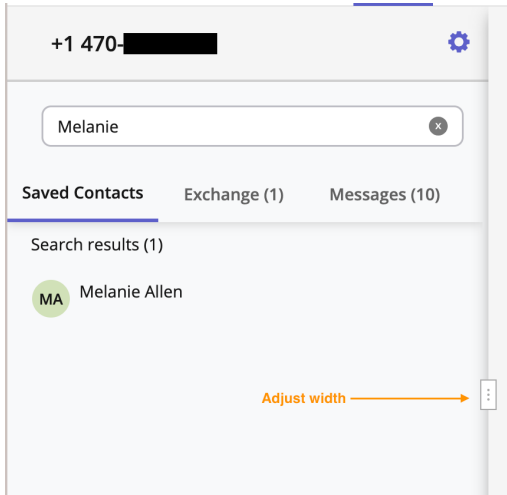 +1 470-
Melanie
x
Saved Contacts Exchange (1) Messages (10)
Search results (1)
MA Melanie Allen
Adjust width